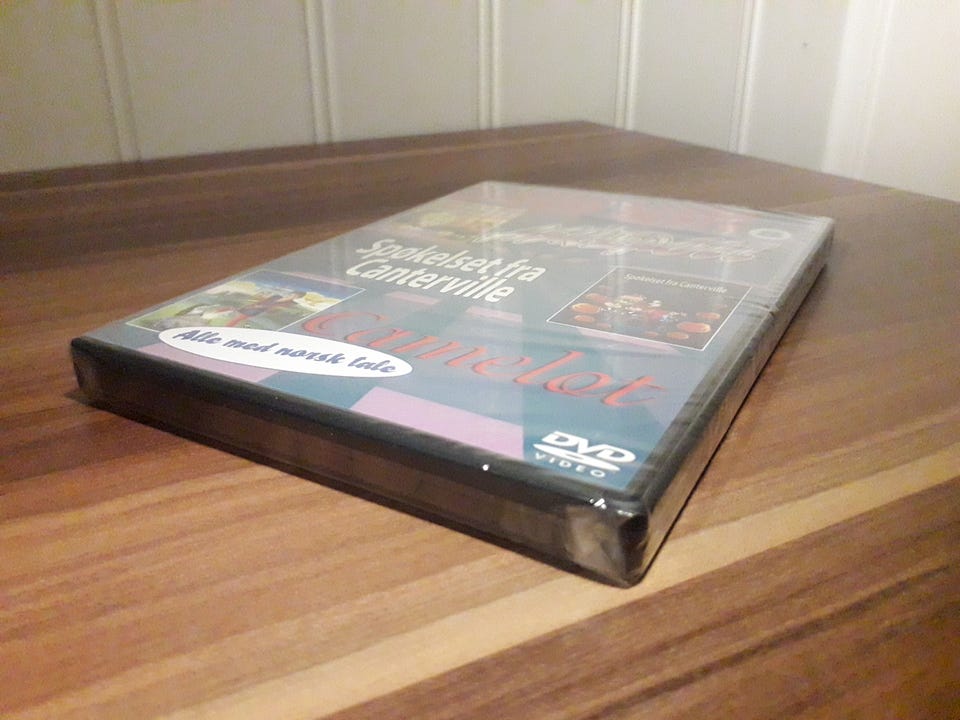 Spøkelset fra
Canterville
Spøkelset fra Canterville
camelot
Alle med norsk tale
DVD
VIDEO